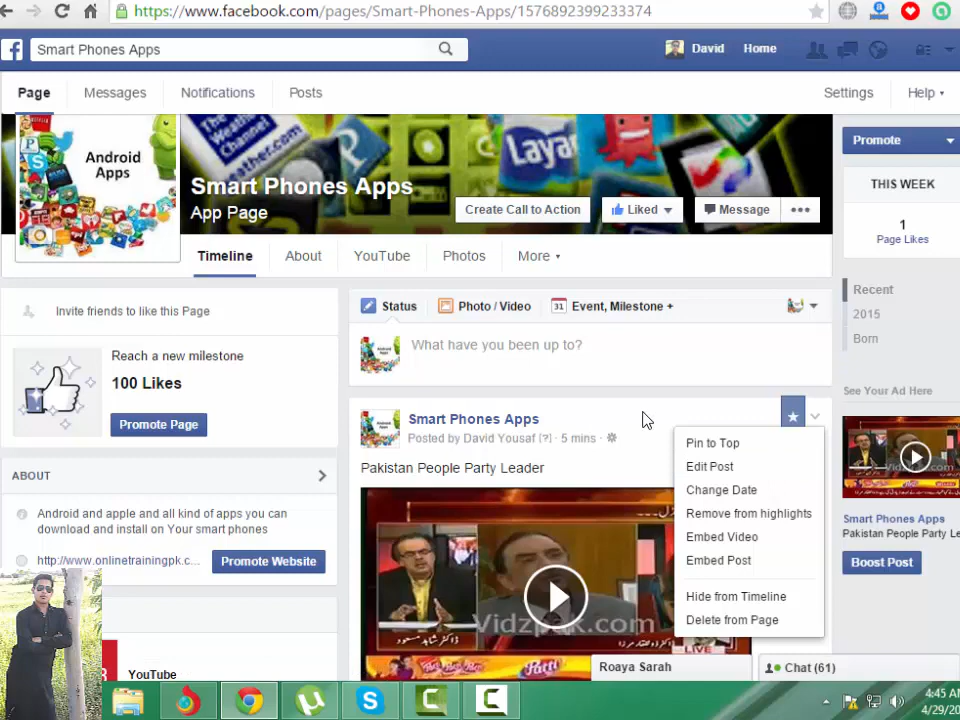 https://www.facebook.com/pages/Smart-Phones-Apps/1576892399233374
Smart Phones Apps
David
Home
Page
Messages
Notifications
Posts
Settings
Help
Android
Apps
The
Weather
Smart Phones Apps
App Page
Create Call to Action
Liked
Message
Promote
THIS WEEK
1
Page Likes
Timeline
About
YouTube
Photos
More
Recent
2015
Born
Invite friends to like this Page
Reach a new milestone
100 Likes
Promote Page
Status
Photo / Video
31
Event, Milestone +
What have you been up to?
See Your Ad Here
Smart Phones Apps
Posted by David Yousaf [?] · 5 mins ·
Pakistan People Party Leader
Pin to Top
Edit Post
Change Date
Remove from highlights
Embed Video
Embed Post
Hide from Timeline
Delete from Page
Vidzpak.com
LIVE
Smart Phones Apps
Pakistan People Party Le
Boost Post
ABOUT
Android and apple and all kind of apps you can
download and install on Your smart phones
http://www.onlinetrainingpk.c...
Promote Website
YouTube
Roaya Sarah
Chat (61)
4:45 AM
4/29/20